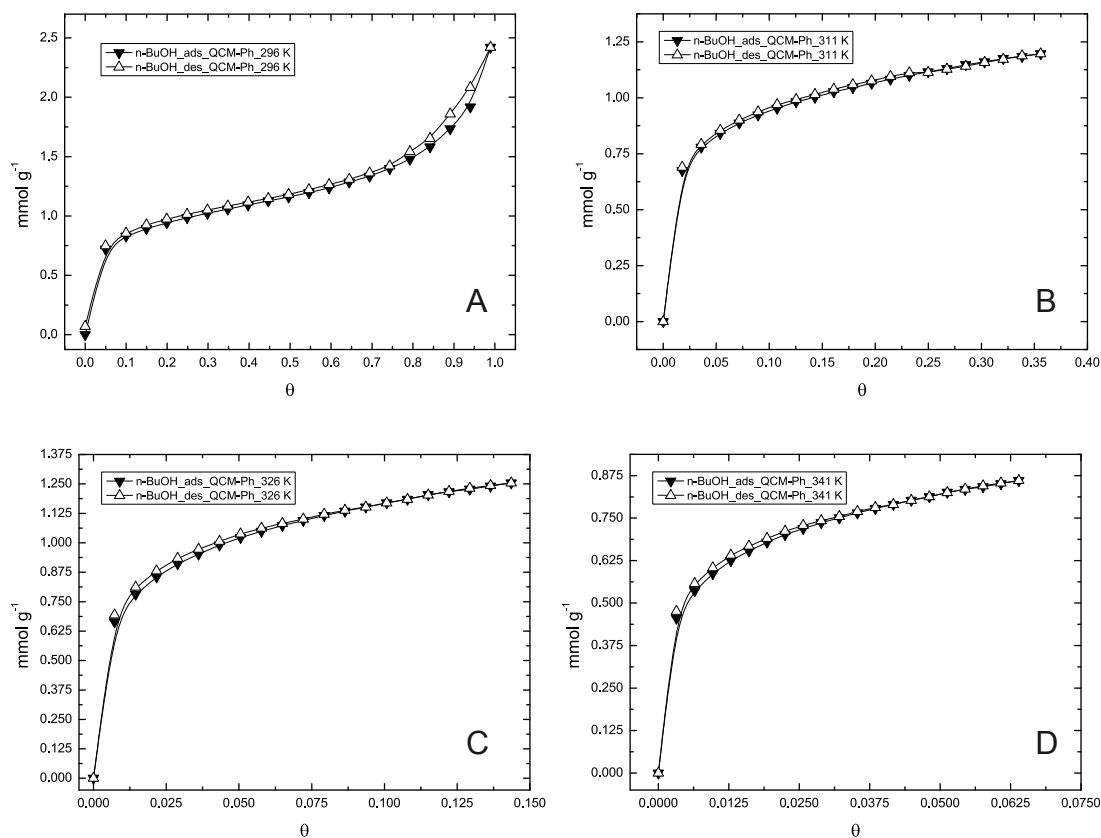 n-BuOH_ads_QCM-Ph_296 K
n-BuOH_des_QCM-Ph_296 K
2.5
2.0
1.5
1.0
0.5
0.0
mmol g⁻¹
0.0 0.1 0.2 0.3 0.4 0.5 0.6 0.7 0.8 0.9 1.0
θ
A
n-BuOH_ads_QCM-Ph_311 K
n-BuOH_des_QCM-Ph_311 K
1.25
1.00
0.75
0.50
0.25
0.00
mmol g⁻¹
0.00 0.05 0.10 0.15 0.20 0.25 0.30 0.35 0.40
θ
B
n-BuOH_ads_QCM-Ph_326 K
n-BuOH_des_QCM-Ph_326 K
1.375
1.250
1.125
1.000
0.875
0.750
0.625
0.500
0.375
0.250
0.125
0.000
mmol g⁻¹
0.000 0.025 0.050 0.075 0.100 0.125 0.150
θ
C
n-BuOH_ads_QCM-Ph_341 K
n-BuOH_des_QCM-Ph_341 K
0.875
0.750
0.625
0.500
0.375
0.250
0.125
0.000
mmol g⁻¹
0.0000 0.0125 0.0250 0.0375 0.0500 0.0625 0.0750
θ
D